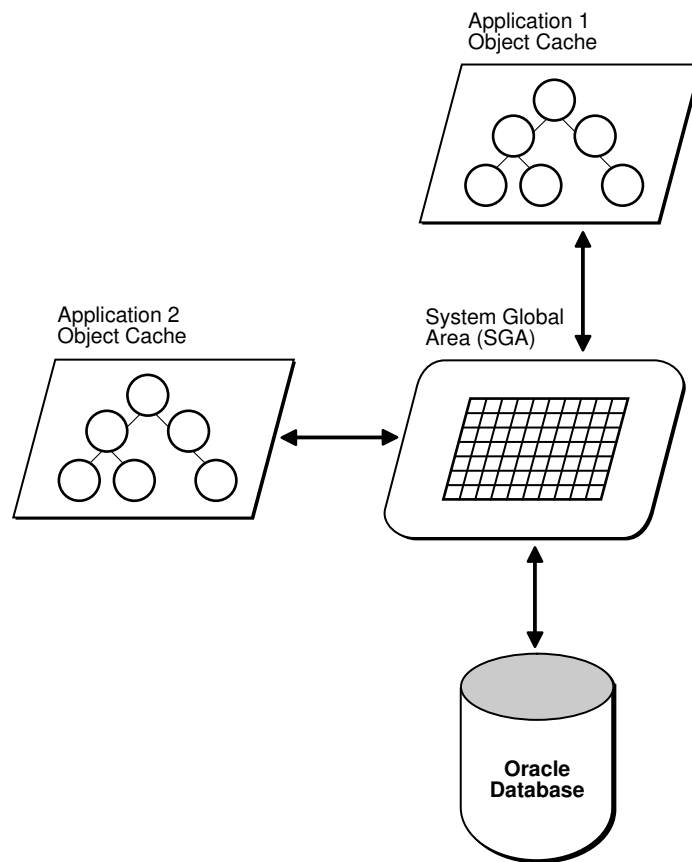 Application 1
Object Cache
Application 2
Object Cache
System Global
Area (SGA)
Oracle
Database